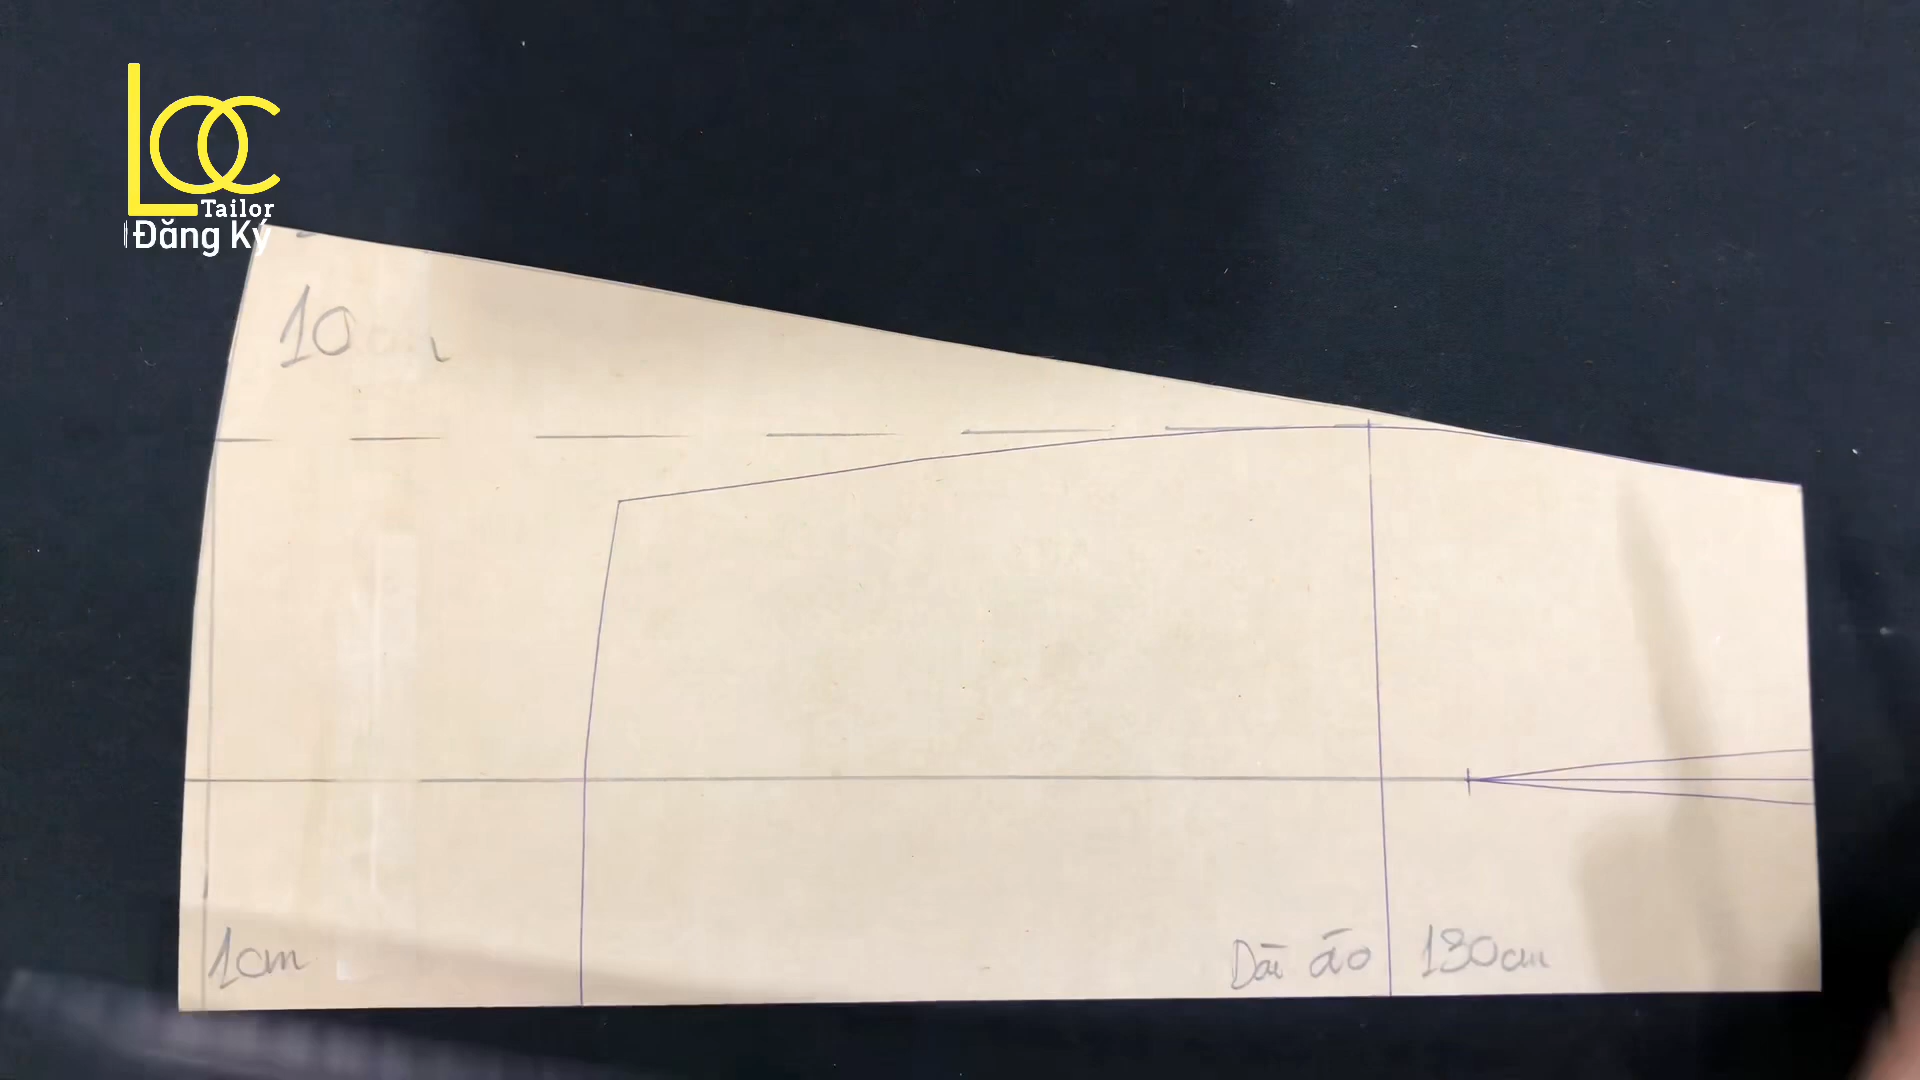 Loc
Tailor
Đăng Ký
10cm
1cm
Dài áo 130cm